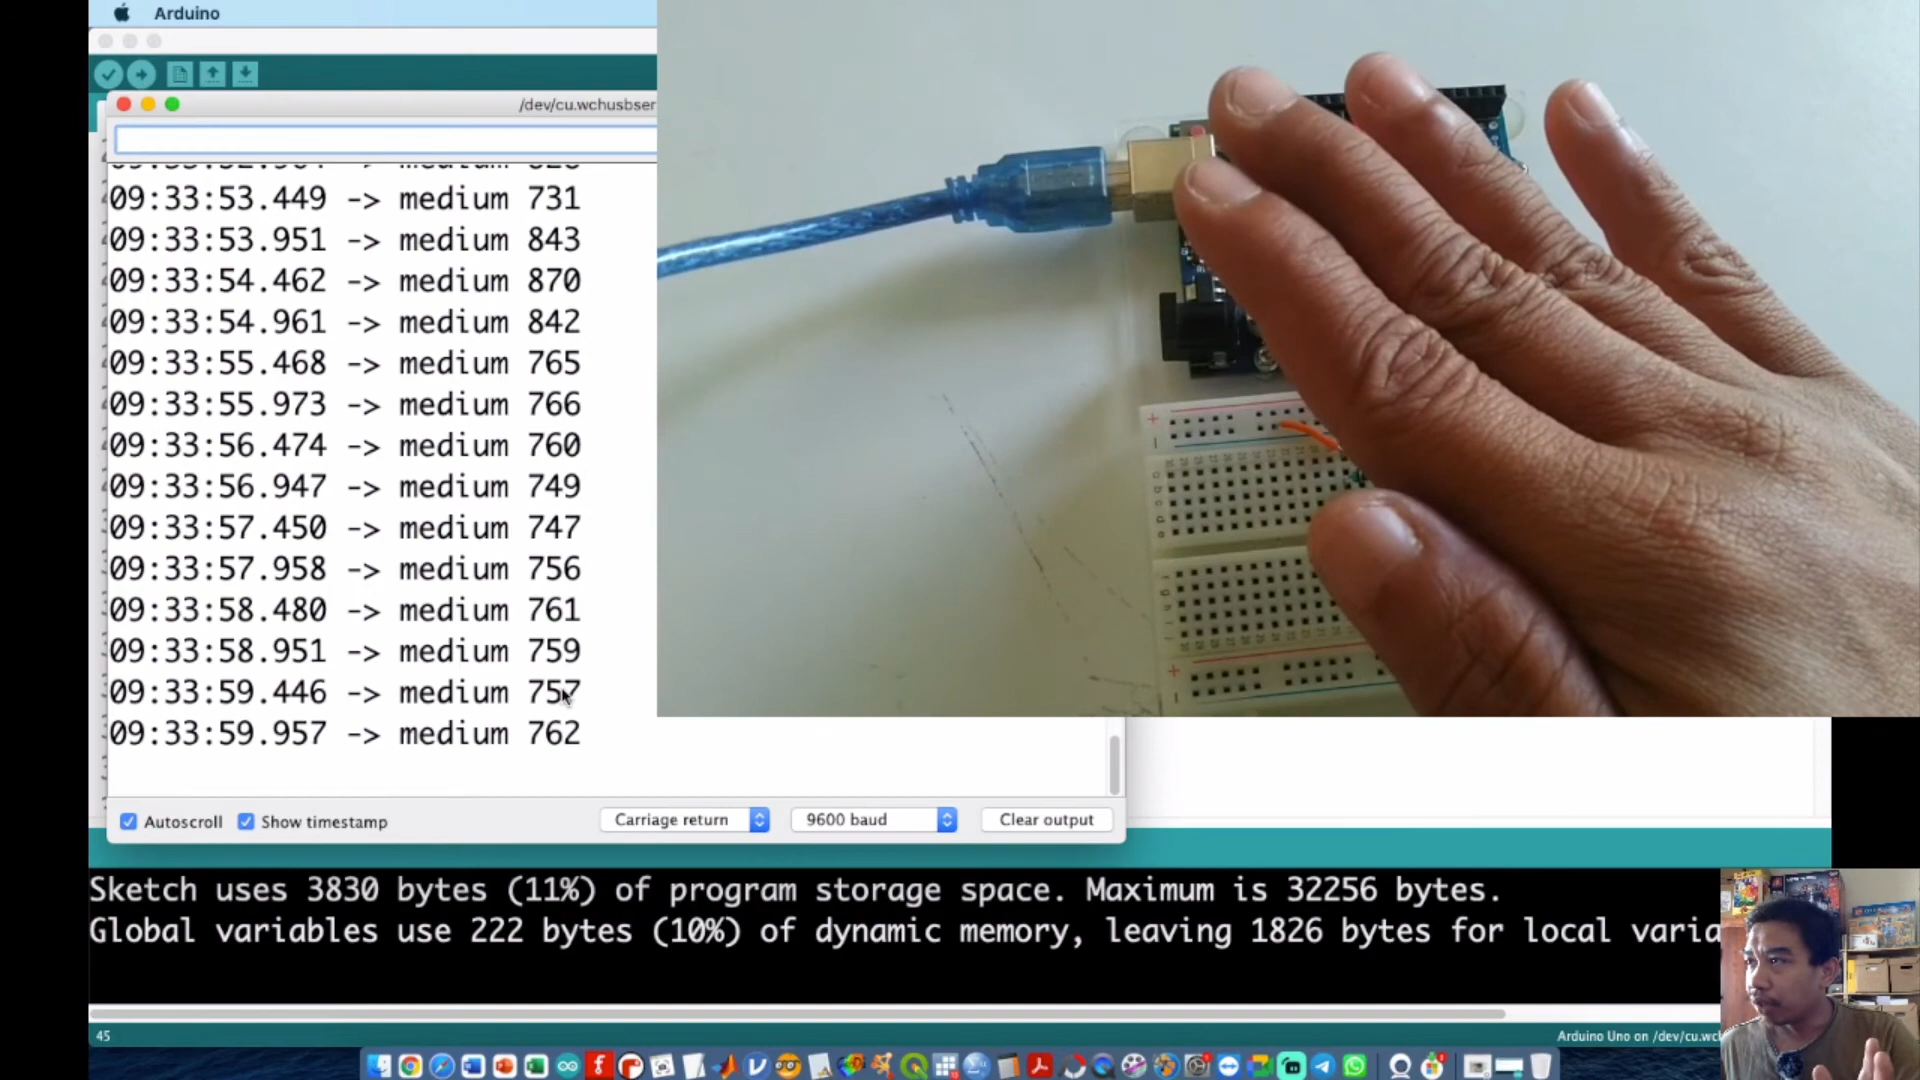 Arduino
/dev/cu.wchusbser
09:33:53.449 -> medium 731
09:33:53.951 -> medium 843
09:33:54.462 -> medium 870
09:33:54.961 -> medium 842
09:33:55.468 -> medium 765
09:33:55.973 -> medium 766
09:33:56.474 -> medium 760
09:33:56.947 -> medium 749
09:33:57.450 -> medium 747
09:33:57.958 -> medium 756
09:33:58.480 -> medium 761
09:33:58.951 -> medium 759
09:33:59.446 -> medium 757
09:33:59.957 -> medium 762
Autoscroll Show timestamp Carriage return 9600 baud Clear output
Sketch uses 3830 bytes (11%) of program storage space. Maximum is 32256 bytes.
Global variables use 222 bytes (10%) of dynamic memory, leaving 1826 bytes for local varia
45
Arduino Uno on /dev/cu.wc